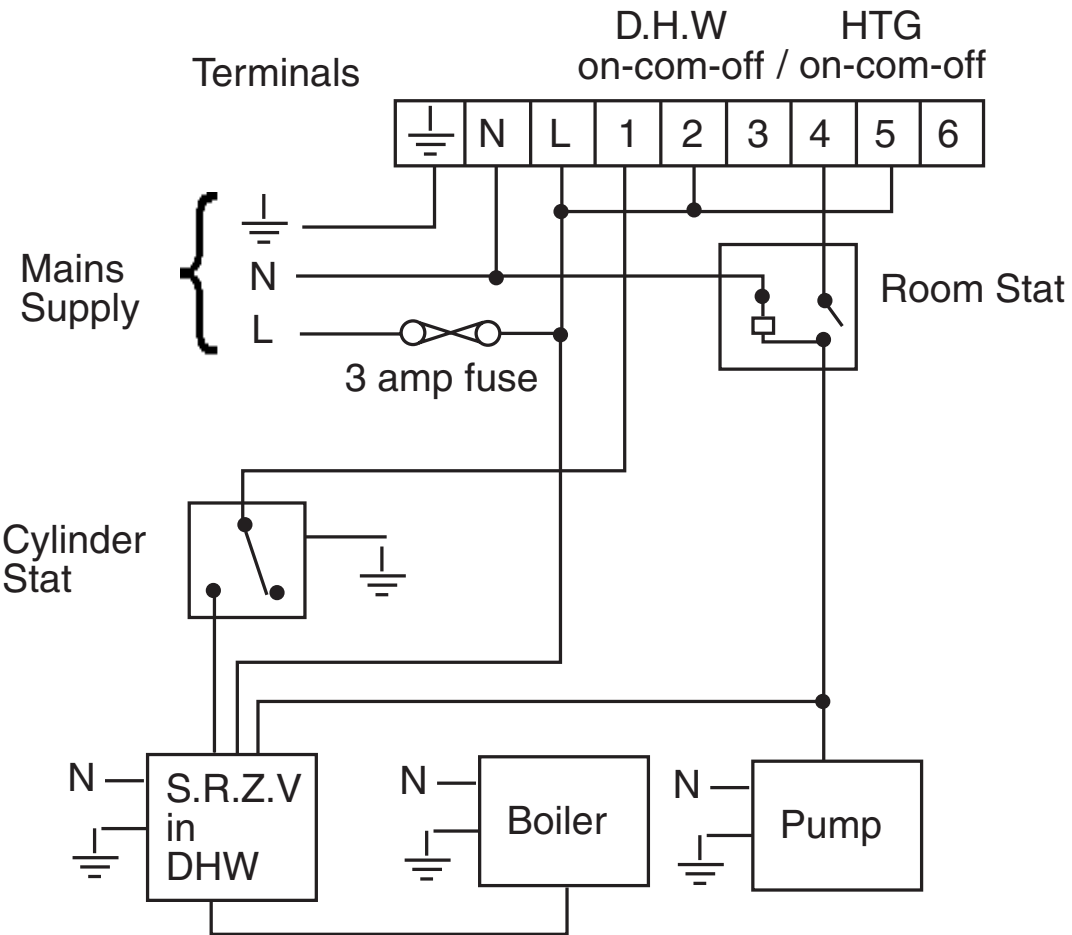 D.H.W HTG
on-com-off / on-com-off
Terminals
N L 1 2 3 4 5 6
Mains
Supply
N
L
3 amp fuse
Room Stat
Cylinder
Stat
N
S.R.Z.V
in
DHW
N
Boiler
N
Pump